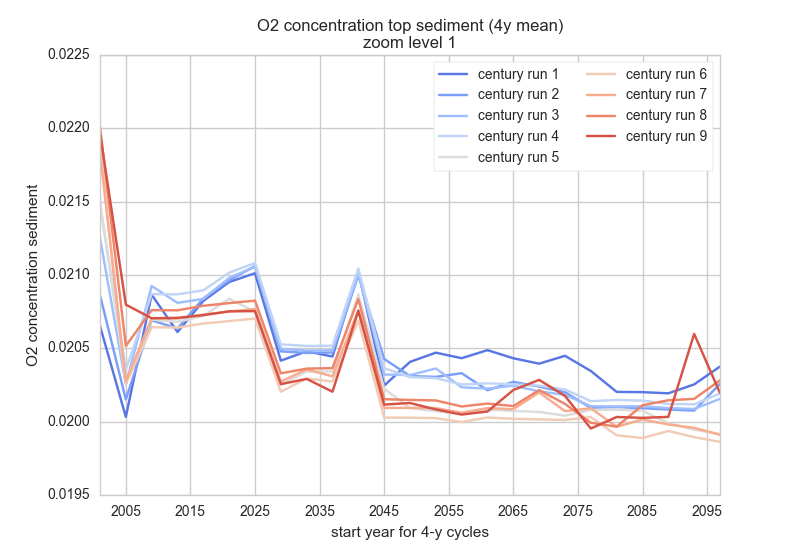 O2 concentration top sediment (4y mean)
zoom level 1
0.0225
0.0220
0.0215
0.0210
0.0205
0.0200
0.0195
O2 concentration sediment
century run 1
century run 2
century run 3
century run 4
century run 5
century run 6
century run 7
century run 8
century run 9
2005 2015 2025 2035 2045 2055 2065 2075 2085 2095
start year for 4-y cycles